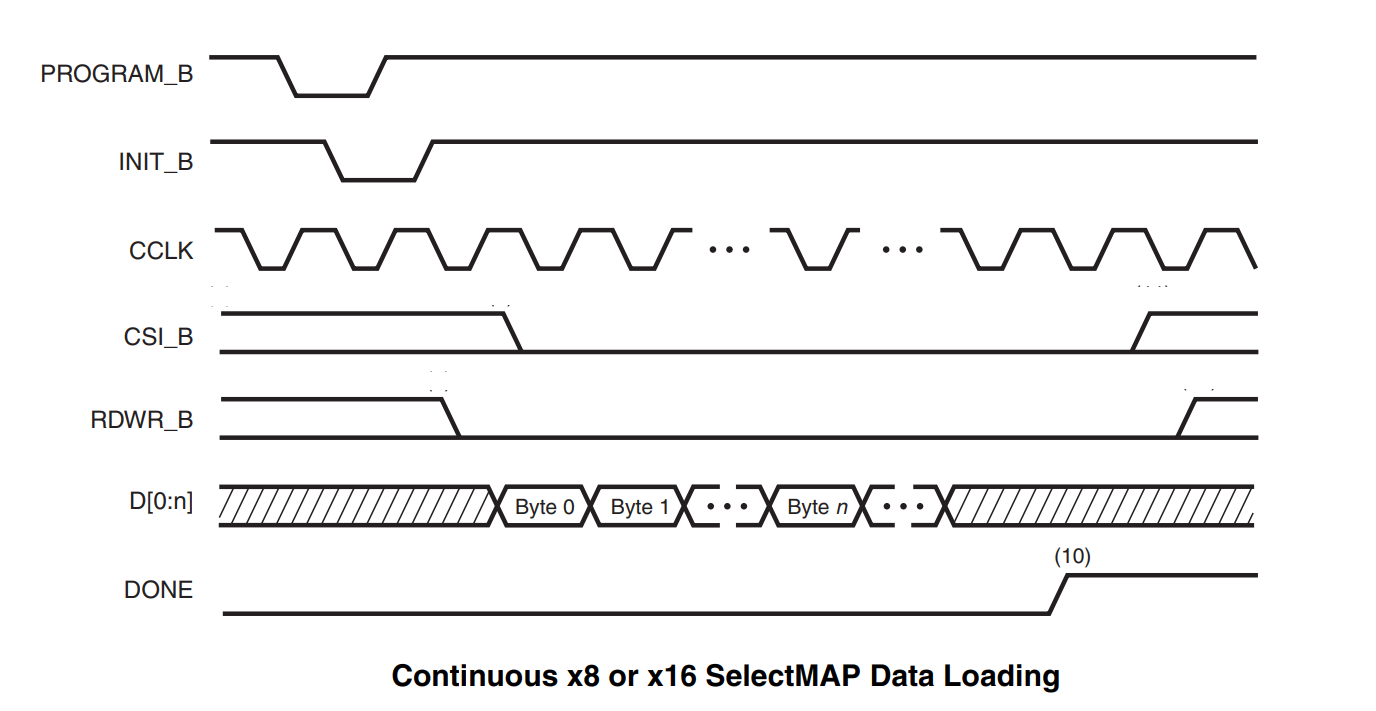 PROGRAM_B
INIT_B
CCLK
CSI_B
RDWR_B
D[0:n] Byte 0 Byte 1 ••• Byte n •••
(10)
DONE
Continuous x8 or x16 SelectMAP Data Loading